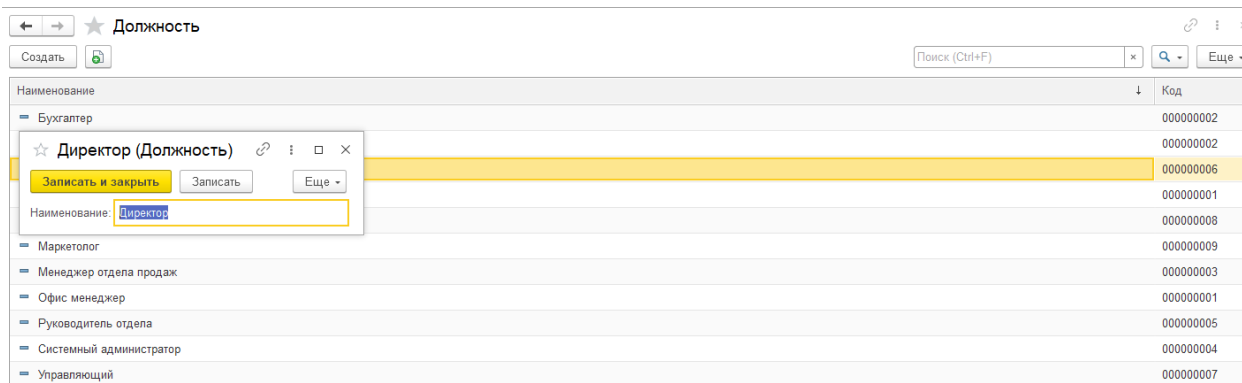 Должность
Создать
Поиск (Ctrl+F)
×
Еще
Наименование
↓
Код
Бухгалтер
000000002
000000002
Директор (Должность)
000000006
Записать и закрыть
Записать
Еще
000000001
Наименование: Директор
000000008
Маркетолог
000000009
Менеджер отдела продаж
000000003
Офис менеджер
000000001
Руководитель отдела
000000005
Системный администратор
000000004
Управляющий
000000007